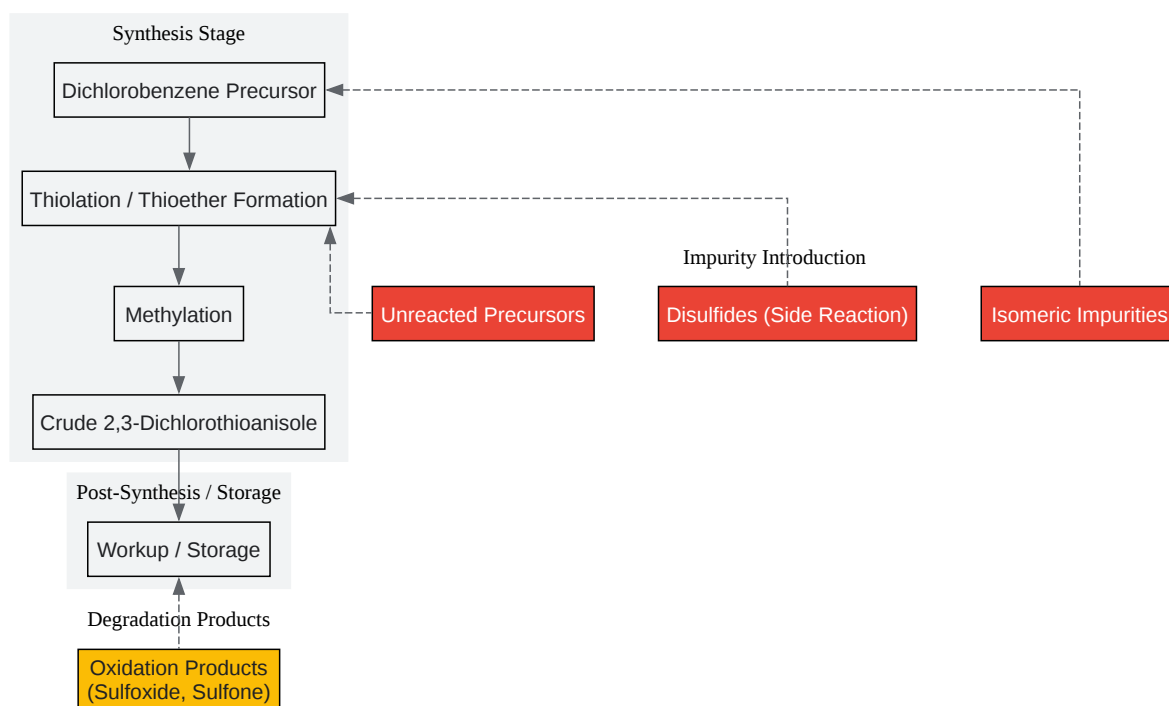 Synthesis Stage
Dichlorobenzene Precursor
Thiolation / Thioether Formation
Impurity Introduction
Methylation
Unreacted Precursors
Disulfides (Side Reaction)
Isomeric Impurities
Crude 2,3-Dichlorothioanisole
Post-Synthesis / Storage
Workup / Storage
Degradation Products
Oxidation Products
(Sulfoxide, Sulfone)